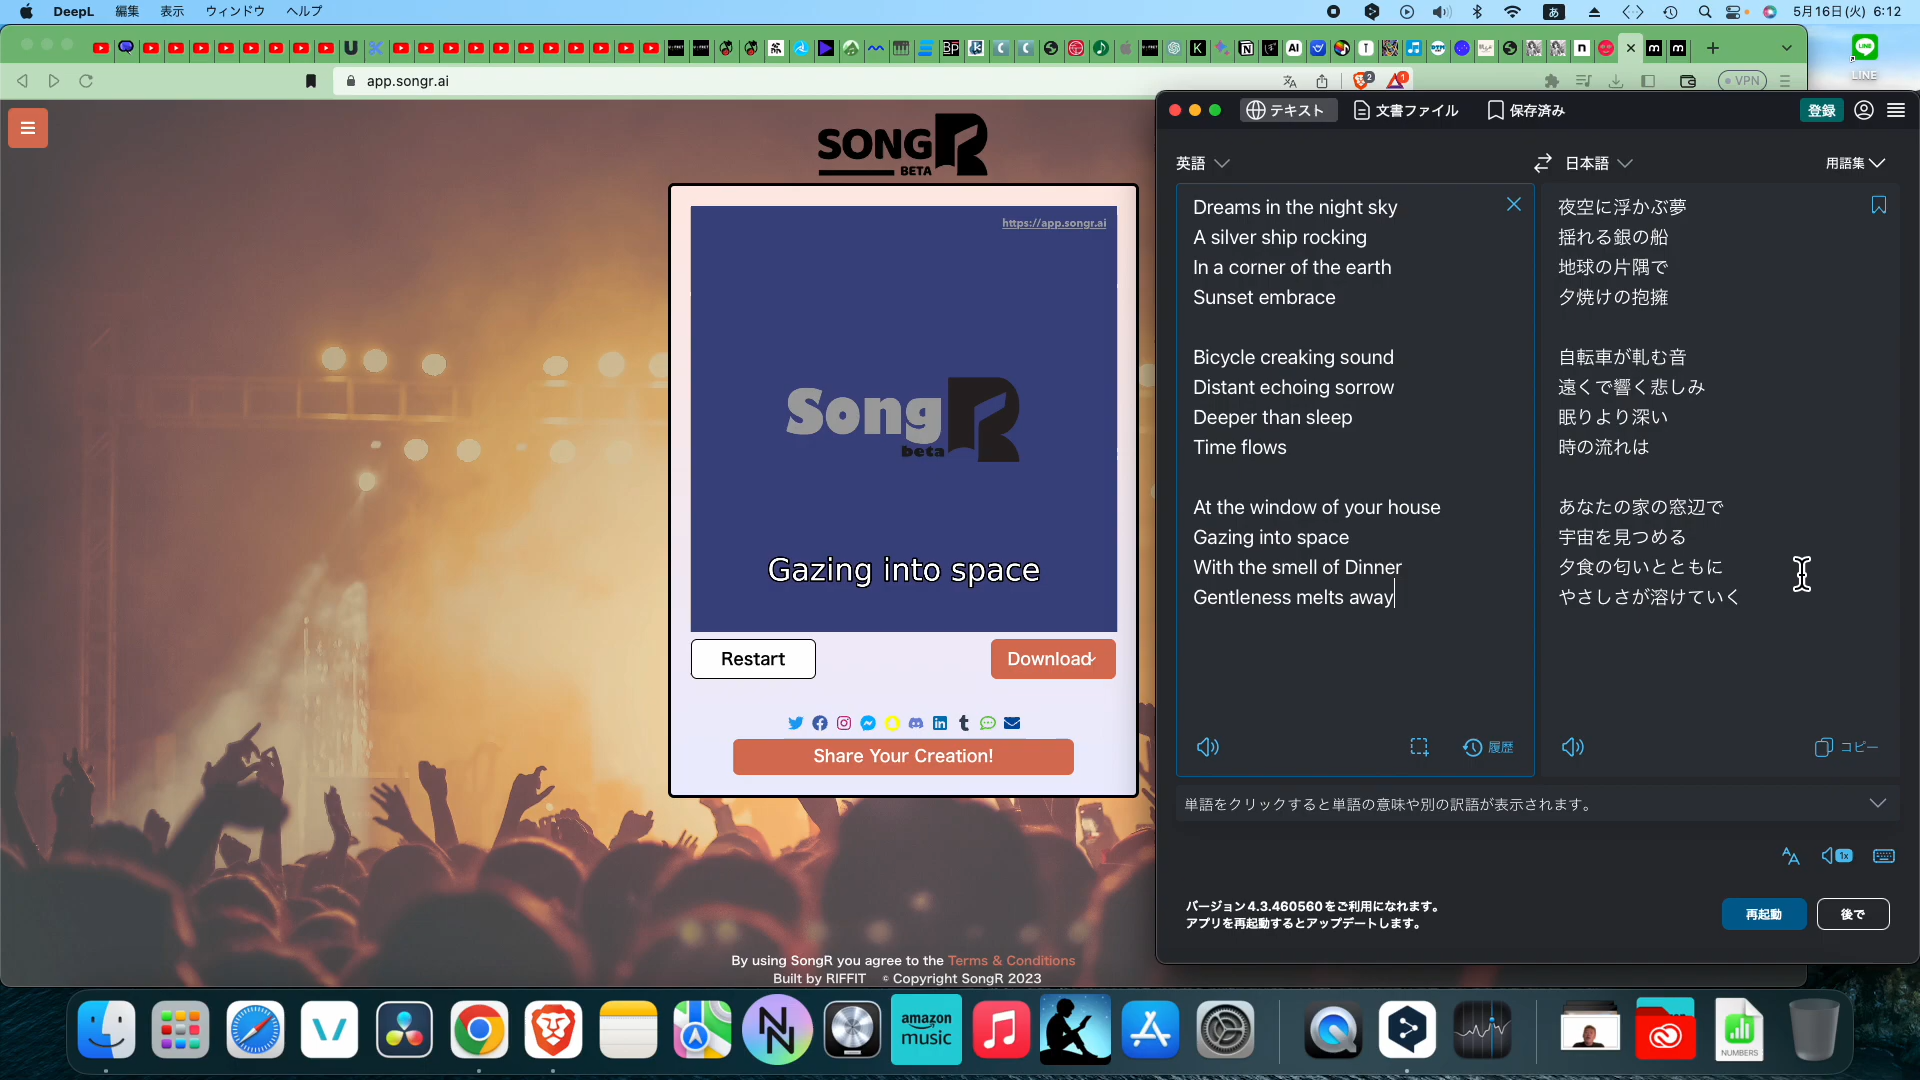 DeepL 編集 表示 ウィンドウ ヘルプ
あ 5月16日(火) 6:12
LINE
app.songr.ai
2 1 VPN
SONGR
BETA
https://app.songr.ai
SongR
beta
Gazing into space
Restart Download
Share Your Creation!
By using SongR you agree to the Terms & Conditions
Built by RIFFIT © Copyright SongR 2023
テキスト 文書ファイル 保存済み 登録
英語 日本語 用語集
Dreams in the night sky
A silver ship rocking
In a corner of the earth
Sunset embrace
Bicycle creaking sound
Distant echoing sorrow
Deeper than sleep
Time flows
At the window of your house
Gazing into space
With the smell of Dinner
Gentleness melts away
夜空に浮かぶ夢
揺れる銀の船
地球の片隅で
夕焼けの抱擁
自転車が軋む音
遠くで響く悲しみ
眠りより深い
時の流れは
あなたの家の窓辺で
宇宙を見つめる
夕食の匂いとともに
やさしさが溶けていく
履歴 コピー
単語をクリックすると単語の意味や別の訳語が表示されます。
1x
バージョン4.3.460560をご利用になれます。
アプリを再起動するとアップデートします。
再起動 後で
amazon
music
NUMBERS